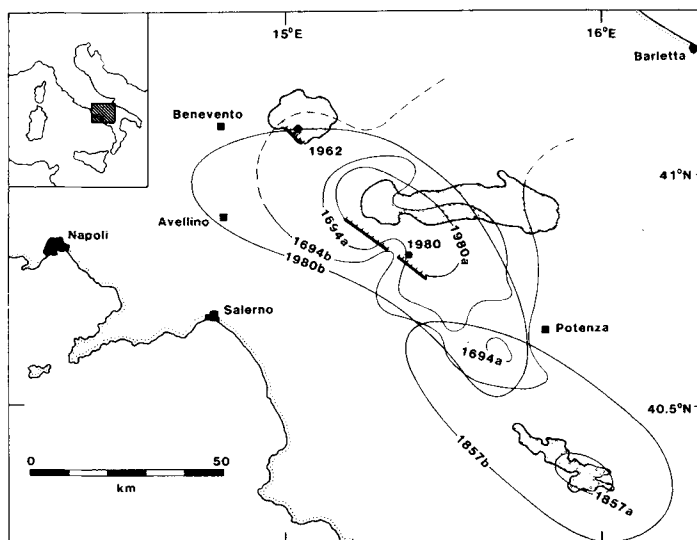 15°E
16°E
Barletta
Benevento
1962
41°N
Avellino
Napoli
1694a
1980
1980a
1694b
1980b
Salerno
Potenza
1694a
40.5°N
1857b
0
50
km
1857a